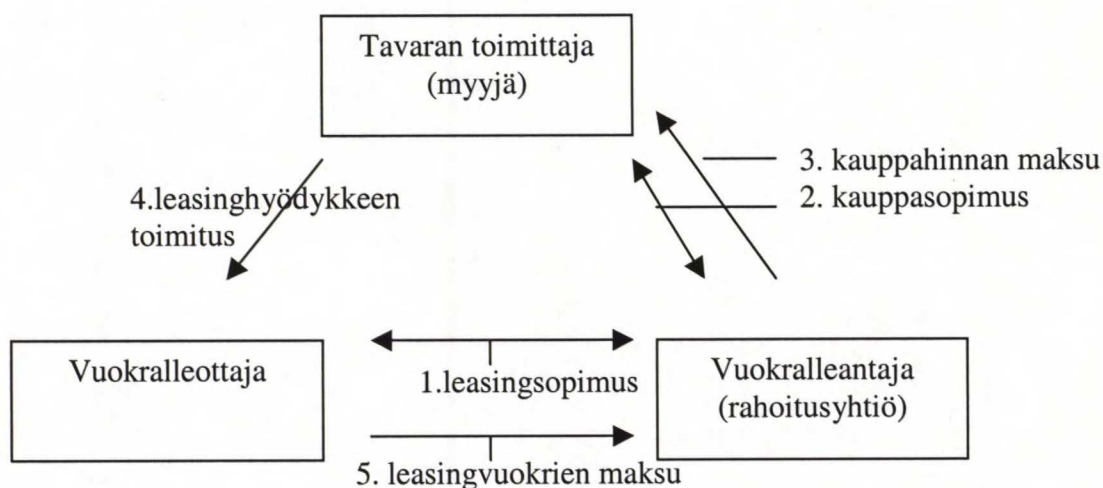 Tavaran toimittaja
(myyjä)
3. kauppahinnan maksu
4.leasinghyödykkeen
2. kauppasopimus
toimitus
Vuokralleottaja
Vuokralleantaja
1.leasingsopimus
(rahoitusyhtiö)
5. leasingvuokrien maksu